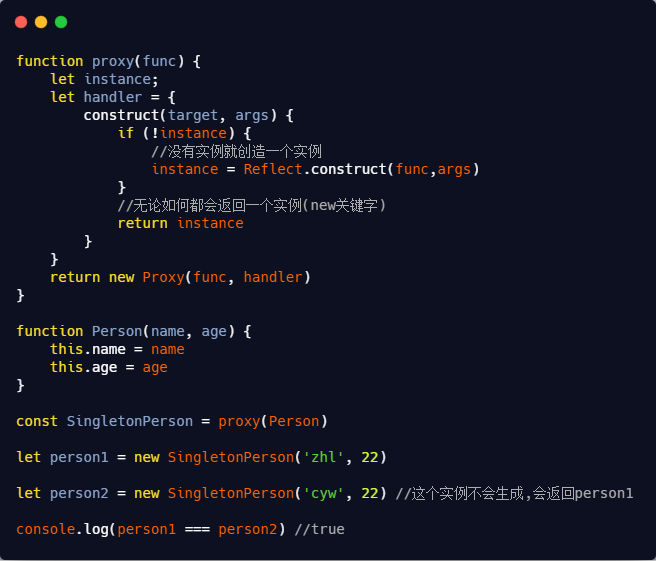 function proxy(func) {
    let instance;
    let handler = {
        construct(target, args) {
            if (!instance) {
                //没有实例就创造一个实例
                instance = Reflect.construct(func,args)
            }
            //无论如何都会返回一个实例(new关键字)
            return instance
        }
    }
    return new Proxy(func, handler)
}
function Person(name, age) {
    this.name = name
    this.age = age
}
const SingletonPerson = proxy(Person)
let person1 = new SingletonPerson('zhl', 22)
let person2 = new SingletonPerson('cyw', 22) //这个实例不会生成,会返回person1
console.log(person1 === person2) //true